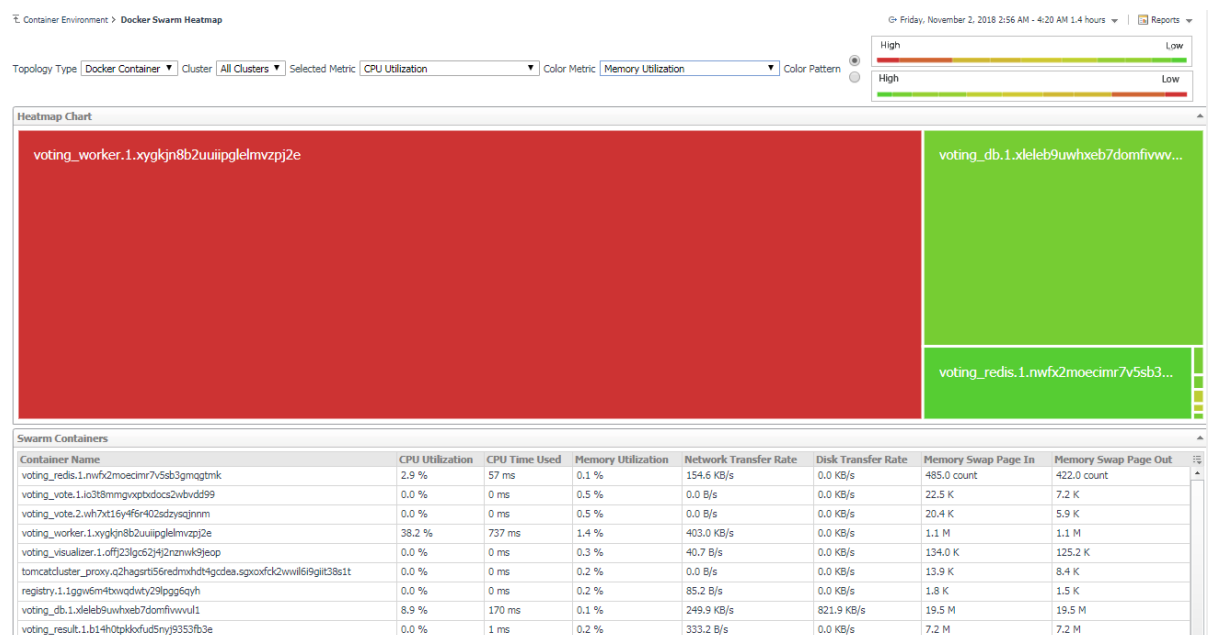 Container Environment > Docker Swarm Heatmap
Friday, November 2, 2018 2:56 AM - 4:20 AM 1.4 hours Reports
High Low
Topology Type Docker Container Cluster All Clusters Selected Metric CPU Utilization Color Metric Memory Utilization Color Pattern
High Low
Heatmap Chart
voting_worker.1.xygkjn8b2uuiipglelmvzpj2e
voting_db.1.xleleb9uwhxeb7domfivwv...
voting_redis.1.nwfx2moecimr7v5sb3...
Swarm Containers
Container Name CPU Utilization CPU Time Used Memory Utilization Network Transfer Rate Disk Transfer Rate Memory Swap Page In Memory Swap Page Out
voting_redis.1.nwfx2moecimr7v5sb3gmqgtmk 2.9 % 57 ms 0.1 % 154.6 KB/s 0.0 KB/s 485.0 count 422.0 count
voting_vote.1.io3t8mmgvxptxdocs2wbvdd99 0.0 % 0 ms 0.5 % 0.0 B/s 0.0 KB/s 22.5 K 7.2 K
voting_vote.2.wh7xt16y4f6r402sdzysqjnnm 0.0 % 0 ms 0.5 % 0.0 B/s 0.0 KB/s 20.4 K 5.9 K
voting_worker.1.xygkjn8b2uuiipglelmvzpj2e 38.2 % 737 ms 1.4 % 403.0 KB/s 0.0 KB/s 1.1 M 1.1 M
voting_visualizer.1.offj23lgc62j4j2nznwk9jeop 0.0 % 0 ms 0.3 % 40.7 B/s 0.0 KB/s 134.0 K 125.2 K
tomcatcluster_proxy.q2hagsrti56redmxhdt4gcdea.sgxoxfck2wwil6i9giit38s1t 0.0 % 0 ms 0.2 % 0.0 B/s 0.0 KB/s 13.9 K 8.4 K
registry.1.1ggw6m4txwqdwty29lpgg6qyh 0.0 % 0 ms 0.2 % 85.2 B/s 0.0 KB/s 1.8 K 1.5 K
voting_db.1.xleleb9uwhxeb7domfivwvul1 8.9 % 170 ms 0.1 % 249.9 KB/s 821.9 KB/s 19.5 M 19.5 M
voting_result.1.b14h0tpkkxfud5nyj9353fb3e 0.0 % 1 ms 0.2 % 333.2 B/s 0.0 KB/s 7.2 M 7.2 M